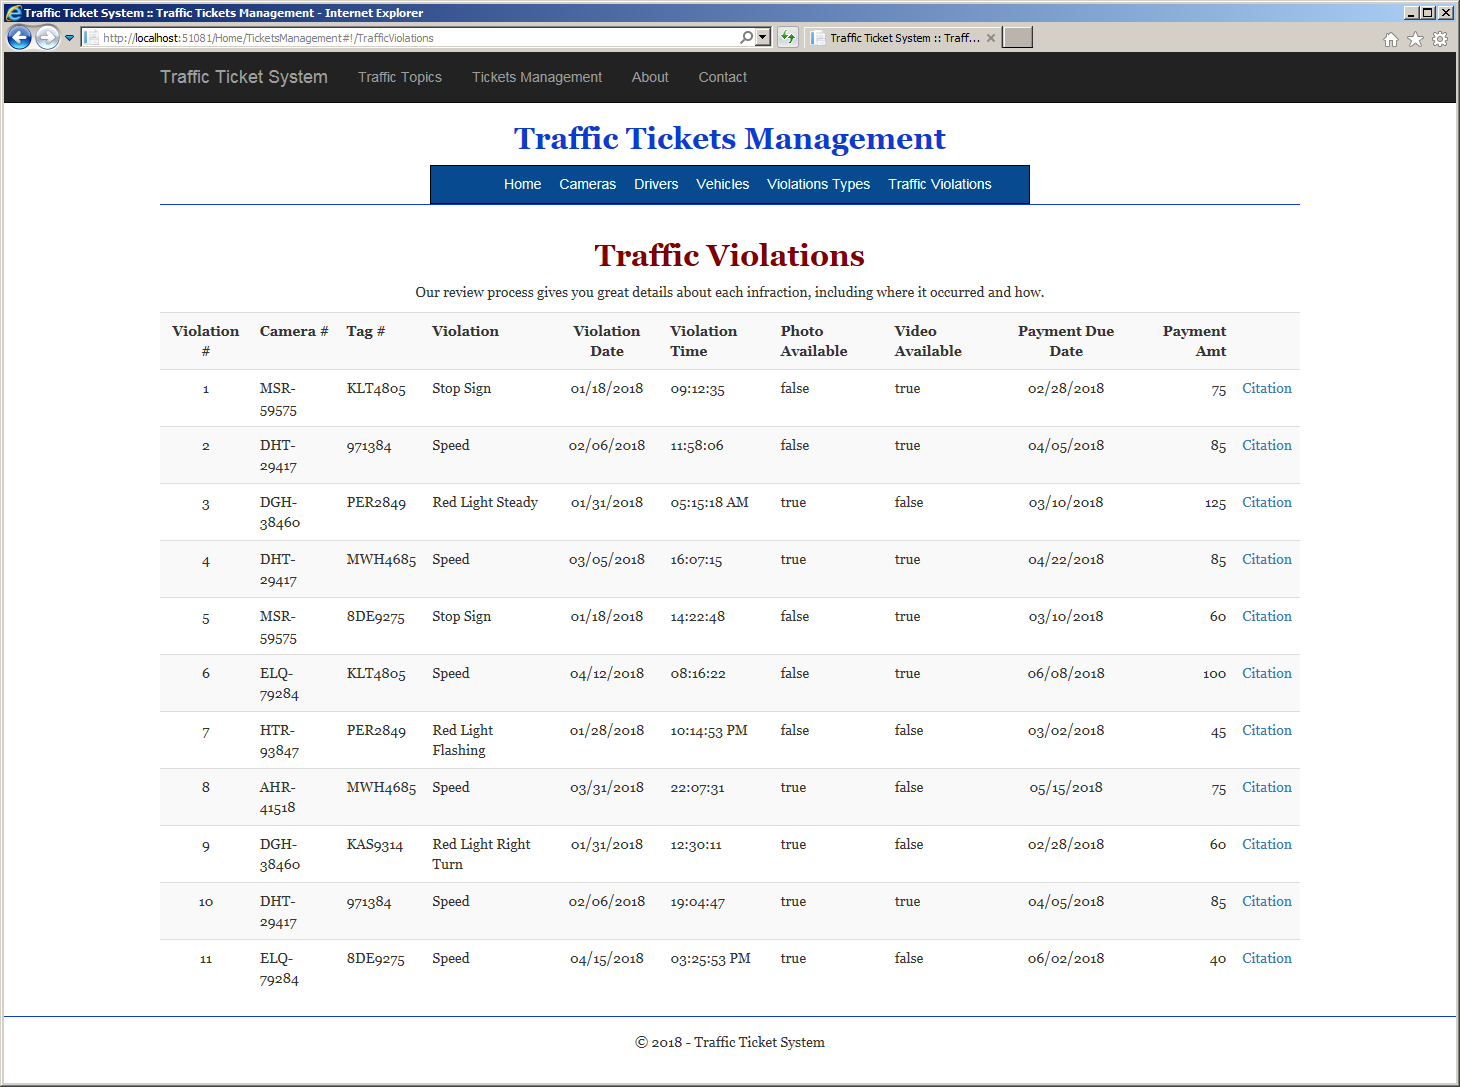 Traffic Ticket System :: Traffic Tickets Management - Internet Explorer
http://localhost:51081/Home/TicketsManagement#!/TrafficViolations
Traffic Ticket System :: Traff...
Traffic Ticket System Traffic Topics Tickets Management About Contact
Traffic Tickets Management
Home Cameras Drivers Vehicles Violations Types Traffic Violations
Traffic Violations
Our review process gives you great details about each infraction, including where it occurred and how.
Violation Camera # Tag # Violation Violation Violation Photo Video Payment Due Payment
# Date Time Available Available Date Amt
1 MSR- KLT4805 Stop Sign 01/18/2018 09:12:35 false true 02/28/2018 75 Citation
59575
2 DHT- 971384 Speed 02/06/2018 11:58:06 false true 04/05/2018 85 Citation
29417
3 DGH- PER2849 Red Light Steady 01/31/2018 05:15:18 AM true false 03/10/2018 125 Citation
38460
4 DHT- MWH4685 Speed 03/05/2018 16:07:15 true true 04/22/2018 85 Citation
29417
5 MSR- 8DE9275 Stop Sign 01/18/2018 14:22:48 false true 03/10/2018 60 Citation
59575
6 ELQ- KLT4805 Speed 04/12/2018 08:16:22 false true 06/08/2018 100 Citation
79284
7 HTR- PER2849 Red Light 01/28/2018 10:14:53 PM false false 03/02/2018 45 Citation
93847 Flashing
8 AHR- MWH4685 Speed 03/31/2018 22:07:31 true false 05/15/2018 75 Citation
41518
9 DGH- KAS9314 Red Light Right 01/31/2018 12:30:11 true false 02/28/2018 60 Citation
38460 Turn
10 DHT- 971384 Speed 02/06/2018 19:04:47 true true 04/05/2018 85 Citation
29417
11 ELQ- 8DE9275 Speed 04/15/2018 03:25:53 PM true false 06/02/2018 40 Citation
79284
© 2018 - Traffic Ticket System